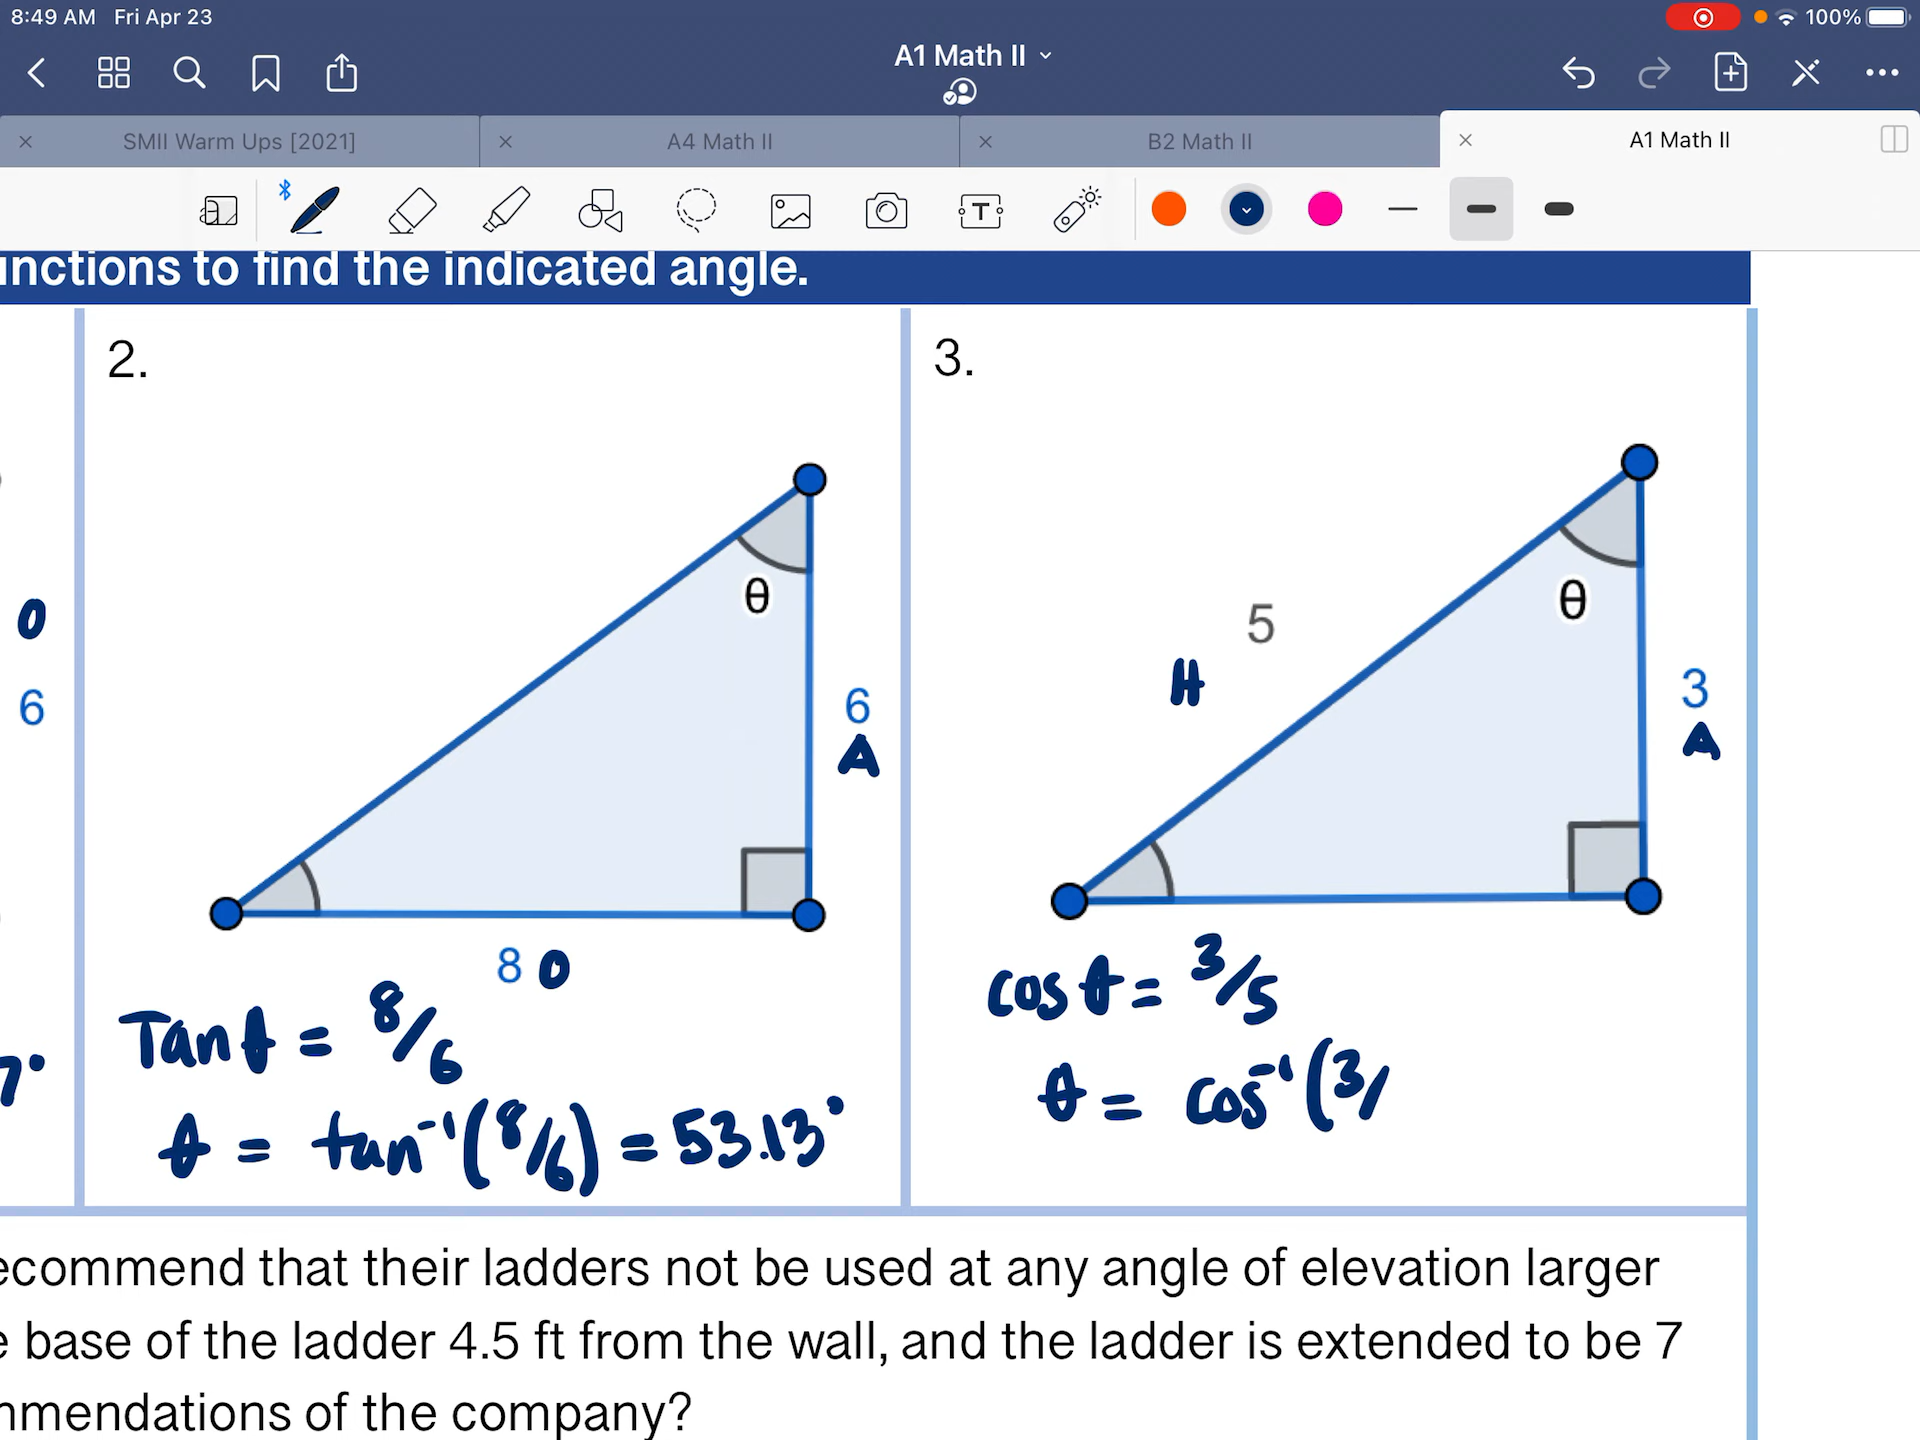 8:49 AM Fri Apr 23
100%
A1 Math II
SMII Warm Ups [2021]
A4 Math II
B2 Math II
A1 Math II
T
unctions to find the indicated angle.
2.
3.
θ
θ
O
5
H
6
6
3
A
A
8 O
Tan θ = 8/6
cos θ = 3/5
7°
θ = tan⁻¹(8/6) = 53.13°
θ = cos⁻¹(3/
ecommend that their ladders not be used at any angle of elevation larger
e base of the ladder 4.5 ft from the wall, and the ladder is extended to be 7
mmendations of the company?